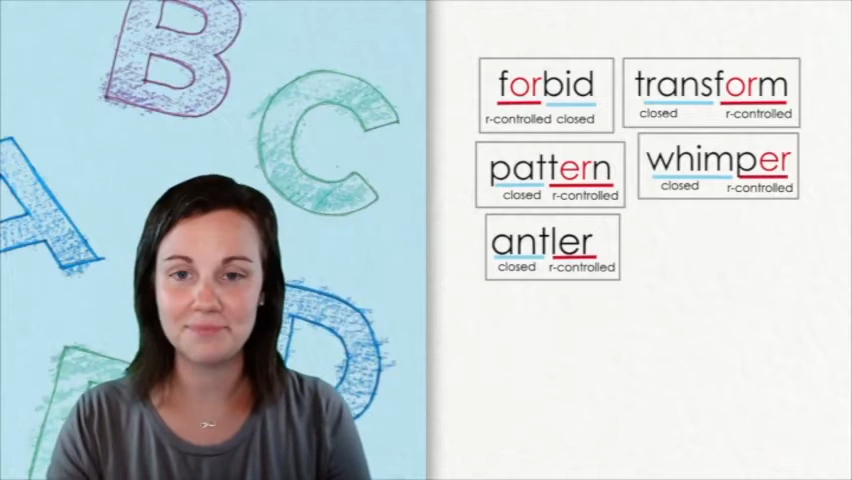 B
C
A
D
forbid
r-controlled closed
transform
closed r-controlled
pattern
closed r-controlled
whimper
closed r-controlled
antler
closed r-controlled